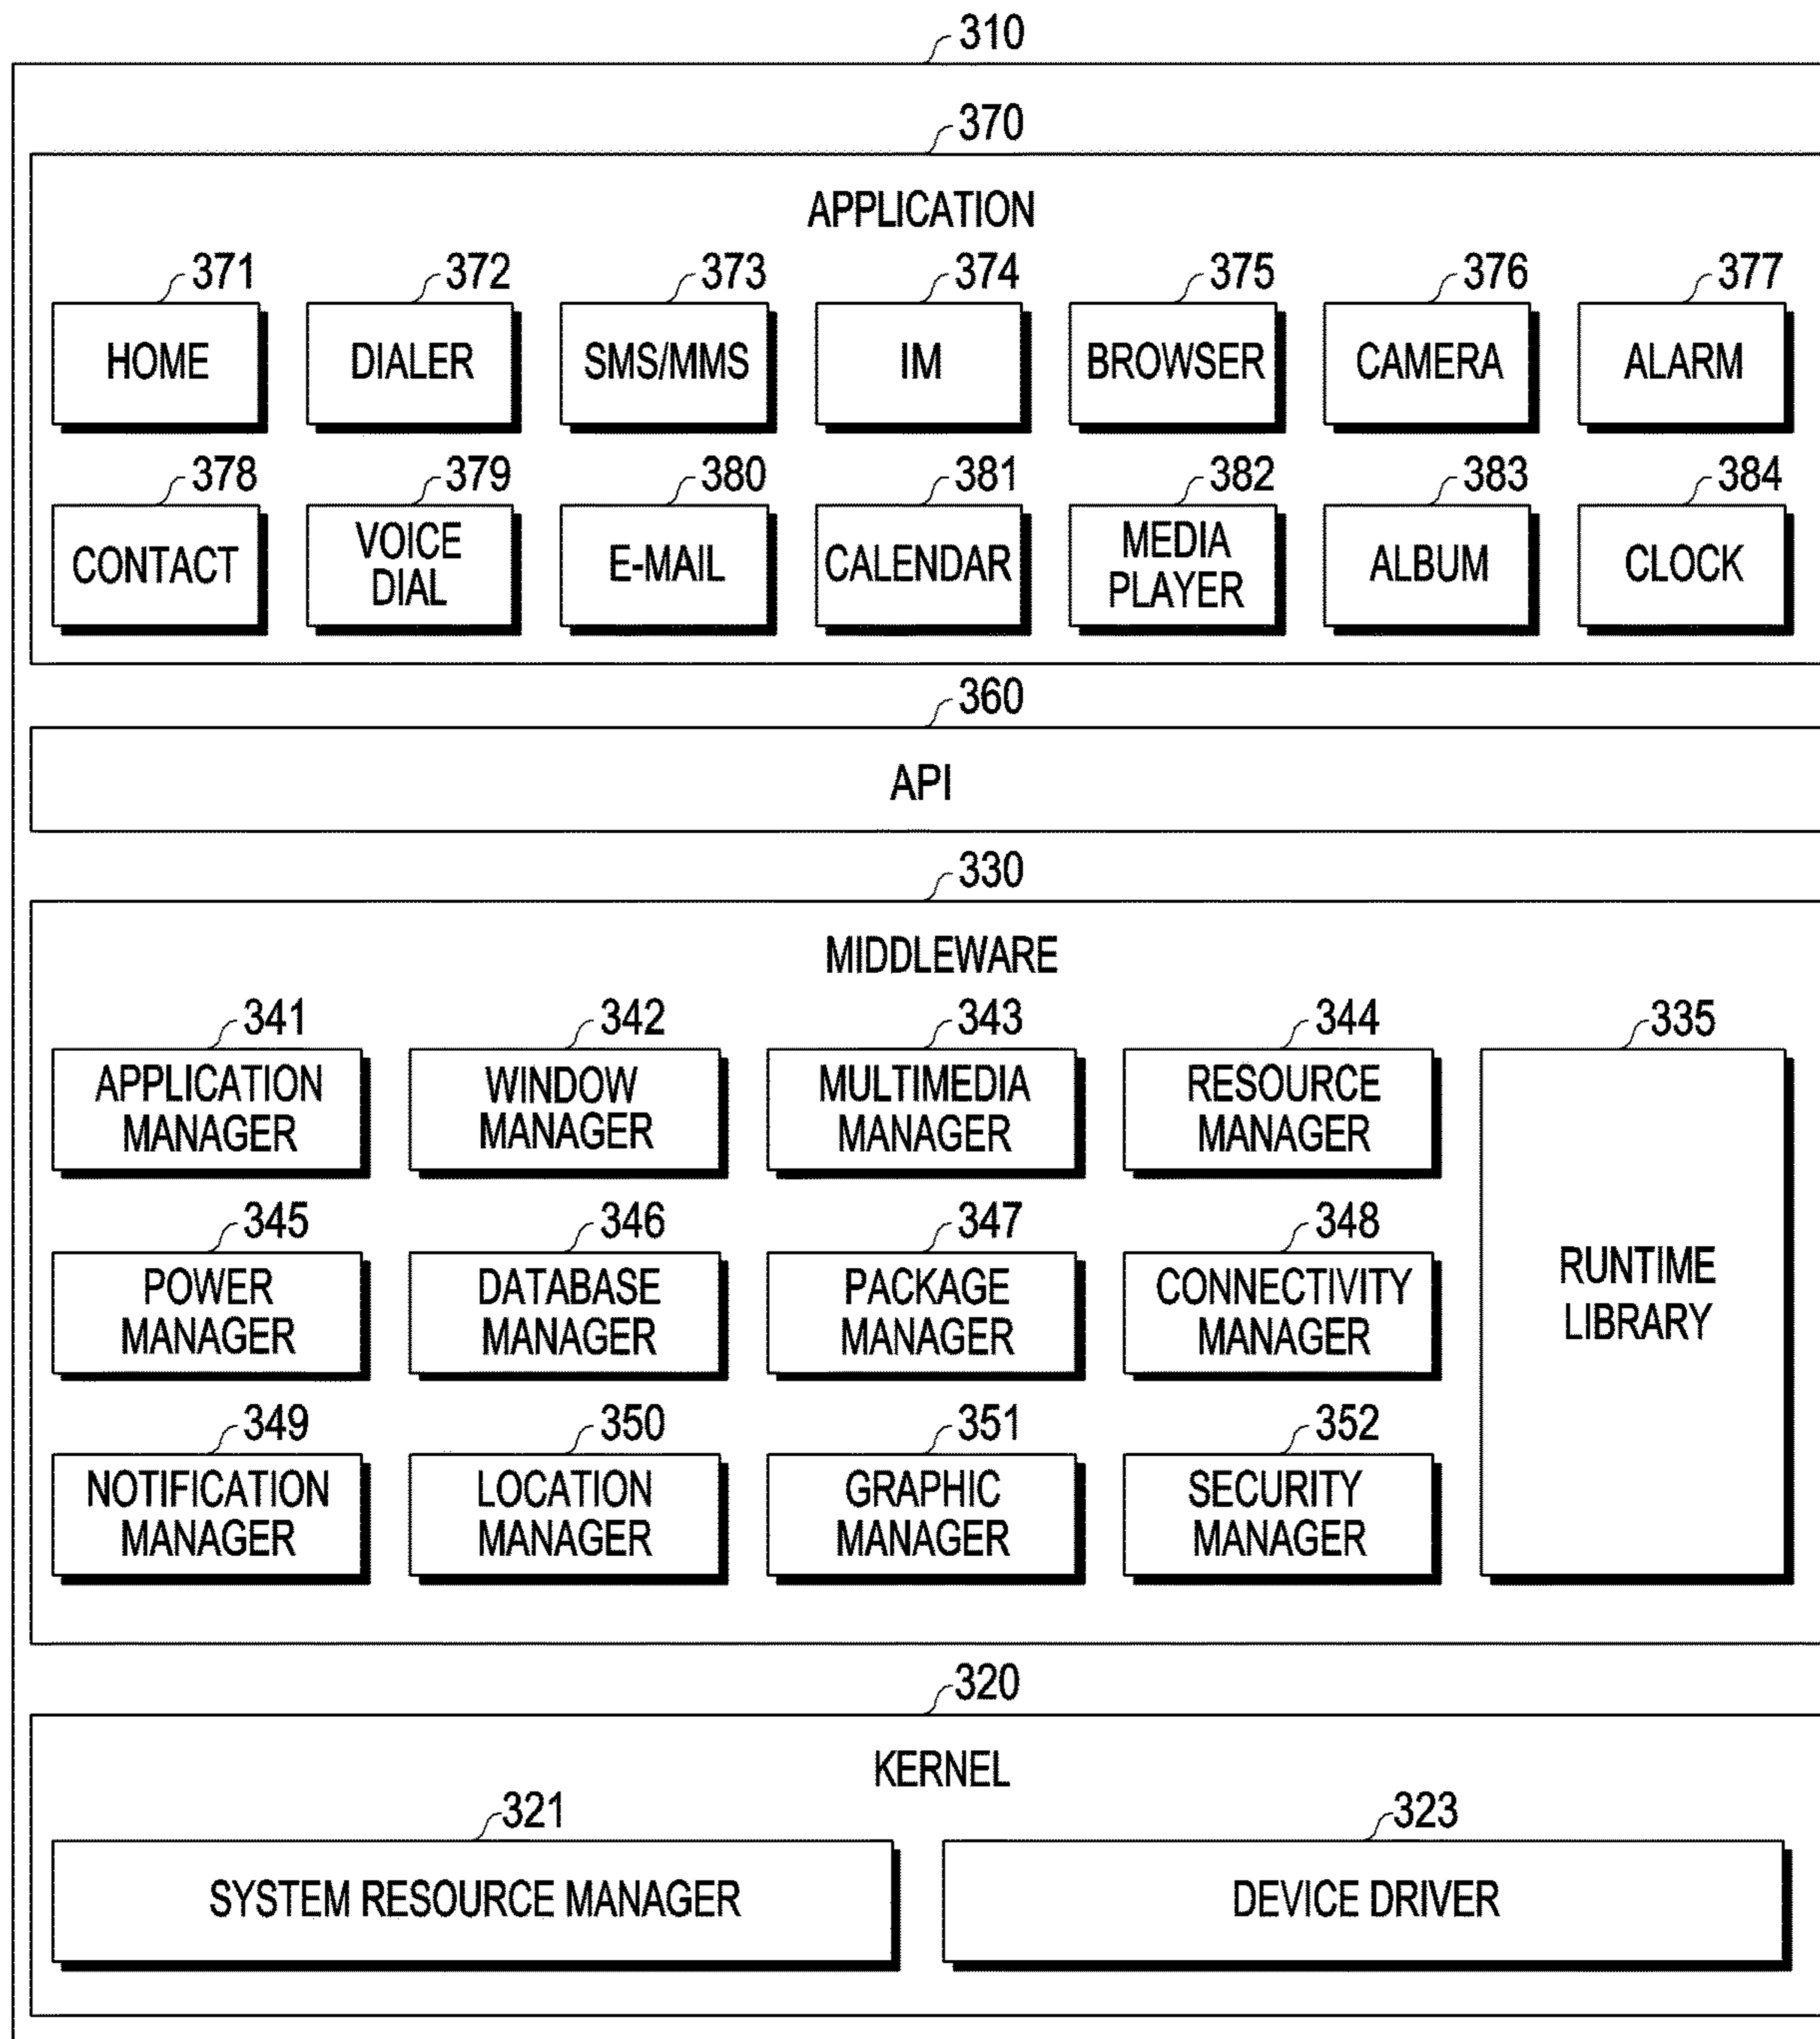 310
370
APPLICATION
371 372 373 374 375 376 377
HOME DIALER SMS/MMS IM BROWSER CAMERA ALARM
378 379 380 381 382 383 384
CONTACT VOICE DIAL E-MAIL CALENDAR MEDIA PLAYER ALBUM CLOCK
360
API
330
MIDDLEWARE
341 342 343 344 335
APPLICATION MANAGER WINDOW MANAGER MULTIMEDIA MANAGER RESOURCE MANAGER
345 346 347 348
POWER MANAGER DATABASE MANAGER PACKAGE MANAGER CONNECTIVITY MANAGER RUNTIME LIBRARY
349 350 351 352
NOTIFICATION MANAGER LOCATION MANAGER GRAPHIC MANAGER SECURITY MANAGER
320
KERNEL
321 323
SYSTEM RESOURCE MANAGER DEVICE DRIVER